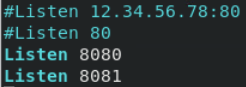 #Listen 12.34.56.78:80
#Listen 80
Listen 8080
Listen 8081